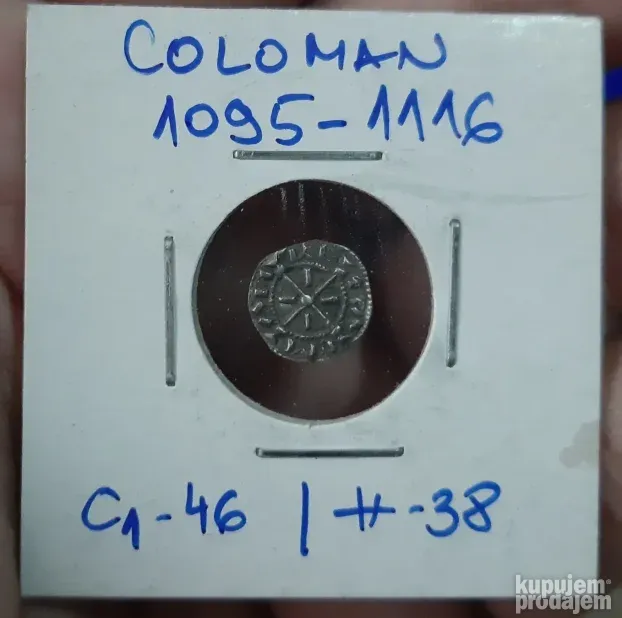 COLOMAN
1095-1116
C1-46 | H-38
kupujem
prodajem